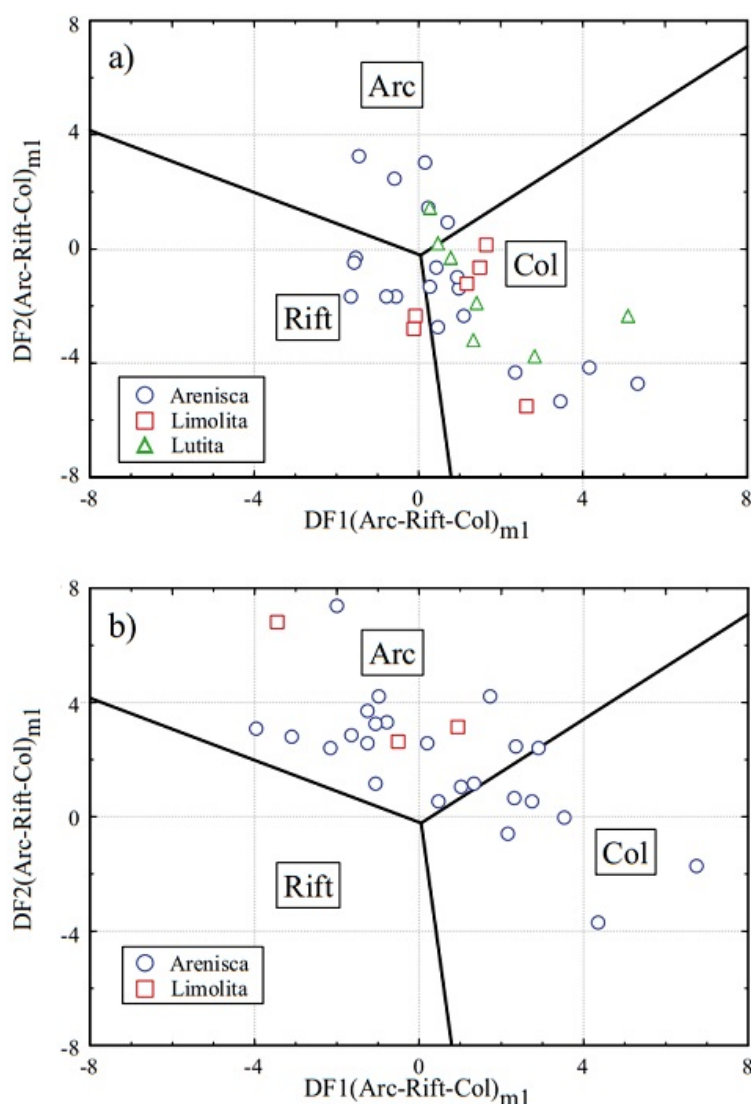 8
a)
Arc
4
DF2(Arc-Rift-Col)m1
0
Col
Rift
-4
Arenisca
Limolita
Lutita
-8
-8 -4 0 4 8
DF1(Arc-Rift-Col)m1
8
b)
Arc
4
DF2(Arc-Rift-Col)m1
0
Col
Rift
-4
Arenisca
Limolita
-8
-8 -4 0 4 8
DF1(Arc-Rift-Col)m1